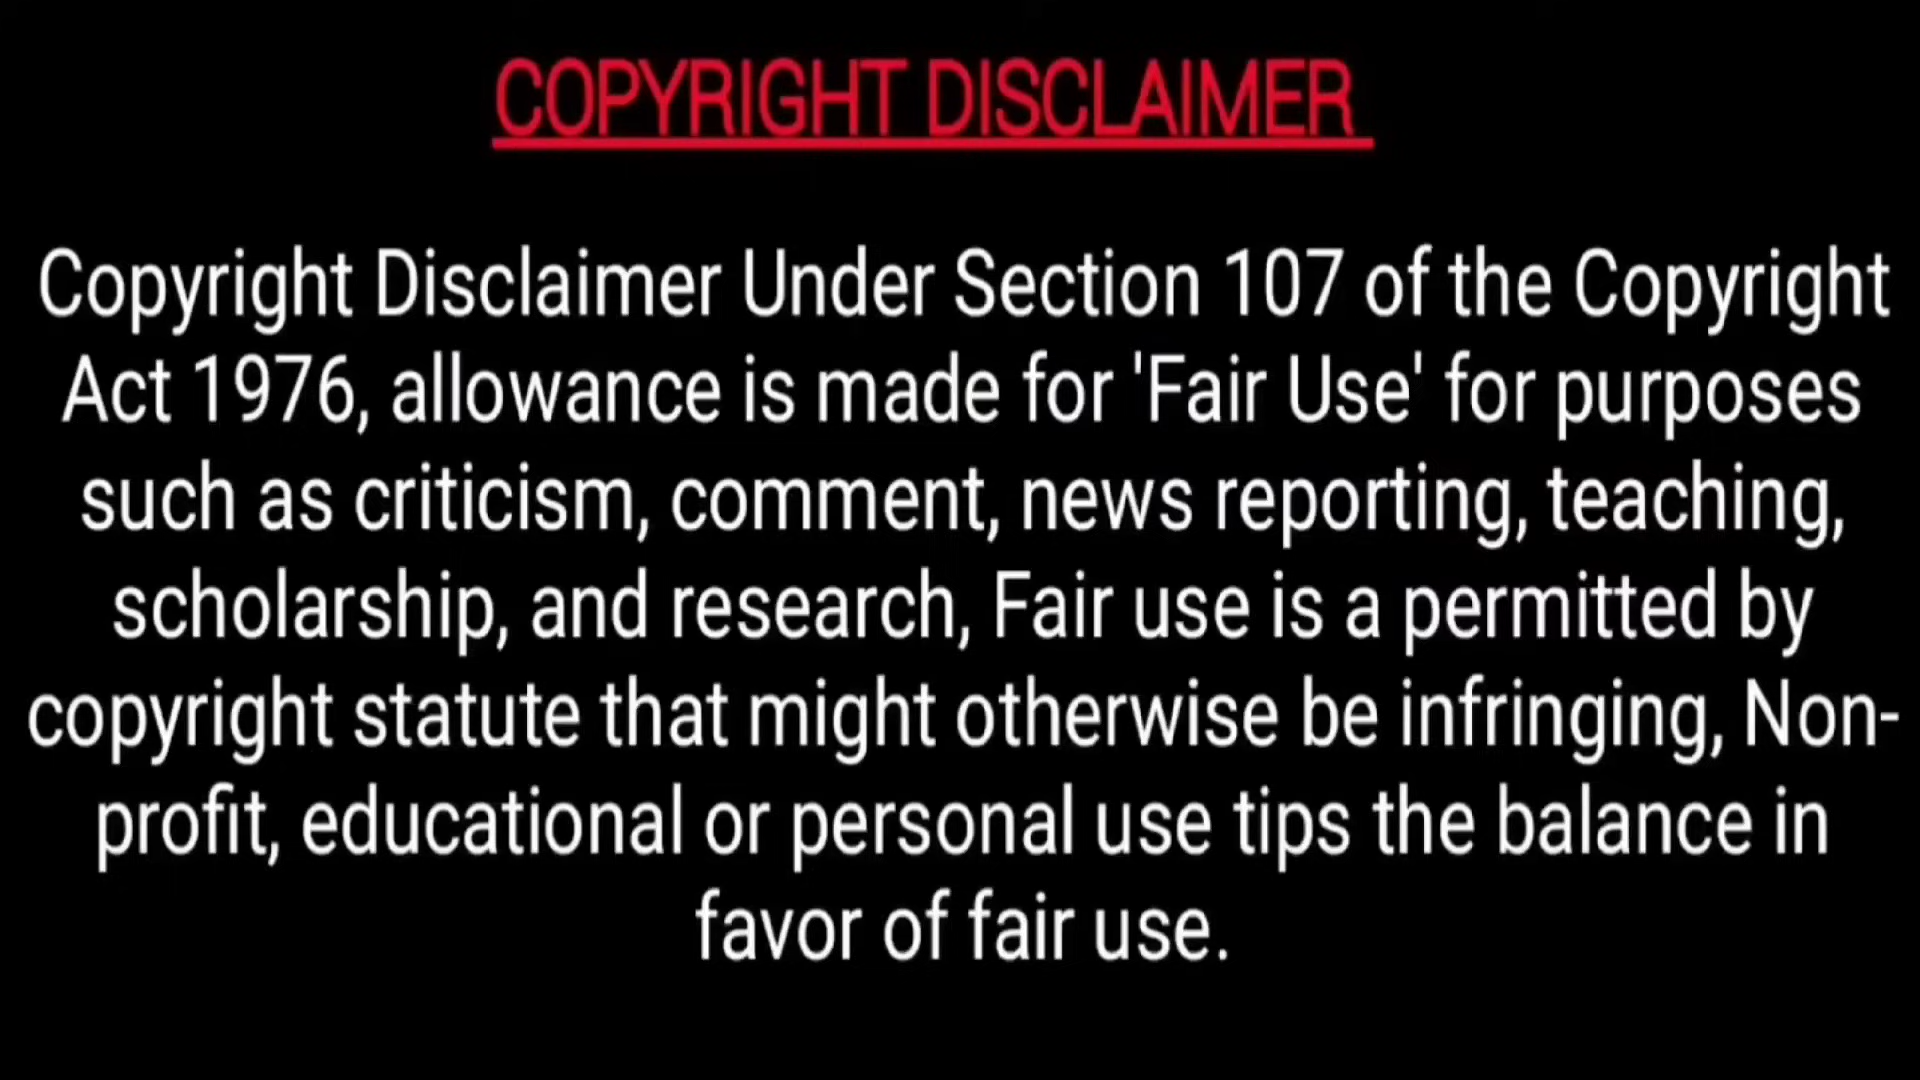 COPYRIGHT DISCLAIMER
Copyright Disclaimer Under Section 107 of the Copyright
Act 1976, allowance is made for 'Fair Use' for purposes
such as criticism, comment, news reporting, teaching,
scholarship, and research, Fair use is a permitted by
copyright statute that might otherwise be infringing, Non-
profit, educational or personal use tips the balance in
favor of fair use.